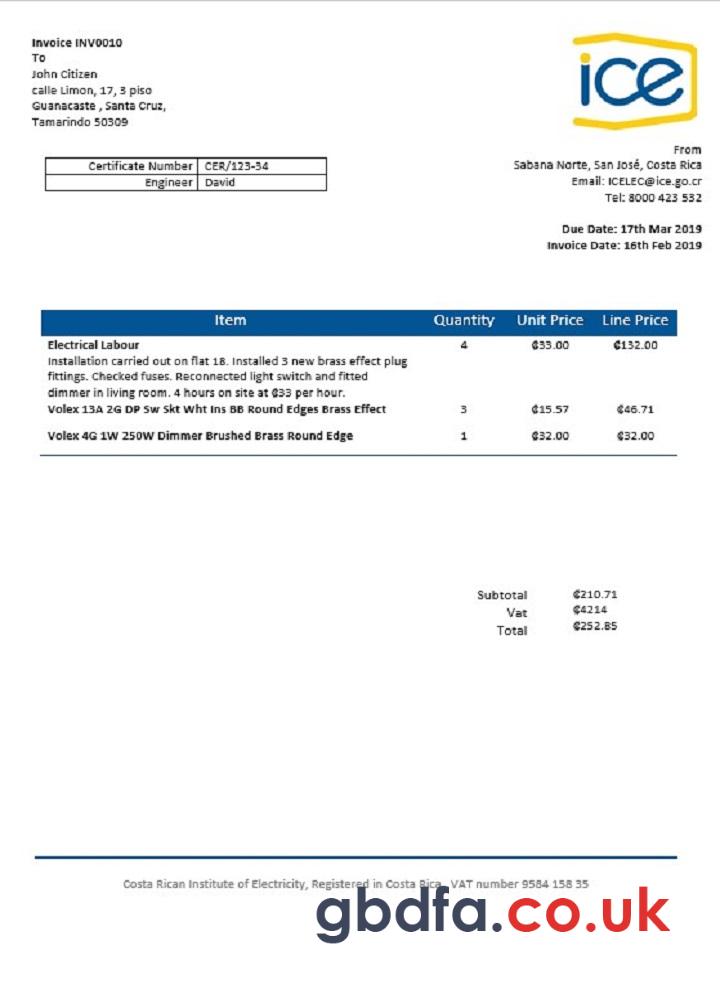 Invoice INV0010
To
John Citizen
calle Limon, 17, 3 piso
Guanacaste , Santa Cruz,
Tamarindo 50309
ice
From
Sabana Norte, San José, Costa Rica
Email: ICELEC@ice.go.cr
Tel: 8000 423 532
Certificate Number CER/123-34
Engineer David
Due Date: 17th Mar 2019
Invoice Date: 16th Feb 2019
Item Quantity Unit Price Line Price
Electrical Labour 4 ₡33.00 ₡132.00
Installation carried out on flat 18. Installed 3 new brass effect plug
fittings. Checked fuses. Reconnected light switch and fitted
dimmer in living room. 4 hours on site at ₡33 per hour.
Volex 13A 2G DP Sw Skt Wht Ins BB Round Edges Brass Effect 3 ₡15.57 ₡46.71
Volex 4G 1W 250W Dimmer Brushed Brass Round Edge 1 ₡32.00 ₡32.00
Subtotal ₡210.71
Vat ₡4214
Total ₡252.85
Costa Rican Institute of Electricity, Registered in Costa Rica, VAT number 9584 158 35
gbdfa.co.uk